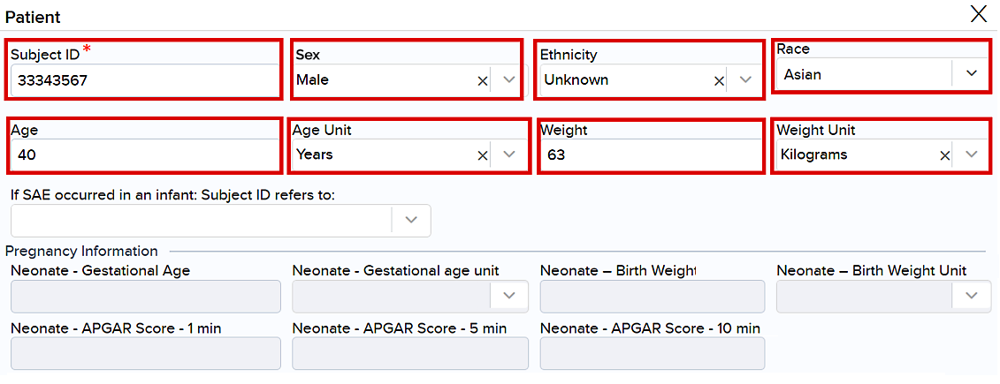 Patient
Subject ID * Sex Ethnicity Race
33343567 Male Unknown Asian
Age Age Unit Weight Weight Unit
40 Years 63 Kilograms
If SAE occurred in an infant: Subject ID refers to:
Pregnancy Information
Neonate - Gestational Age Neonate - Gestational age unit Neonate – Birth Weight Neonate – Birth Weight Unit
Neonate - APGAR Score - 1 min Neonate - APGAR Score - 5 min Neonate - APGAR Score - 10 min